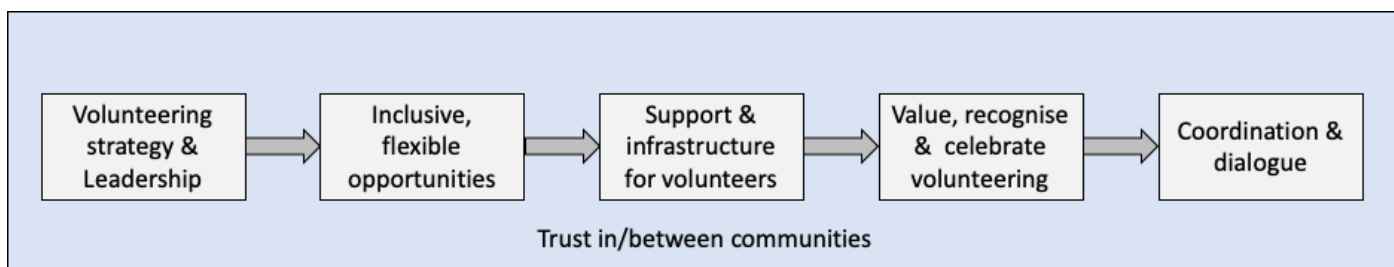 Volunteering
strategy &
Leadership
Inclusive,
flexible
opportunities
Support &
infrastructure
for volunteers
Value, recognise
& celebrate
volunteering
Coordination &
dialogue
Trust in/between communities